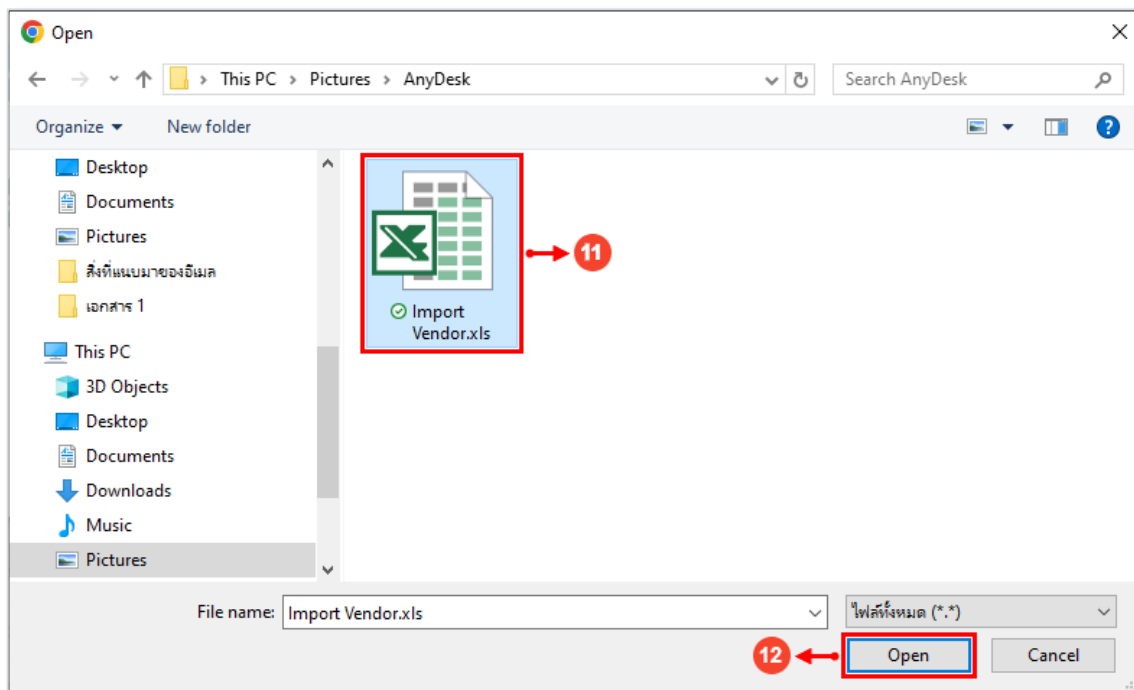 Open
This PC > Pictures > AnyDesk
Search AnyDesk
Organize
New folder
?
Desktop
Documents
Pictures
สิ่งที่แนบมาของอีเมล
เอกสาร 1
This PC
3D Objects
Desktop
Documents
Downloads
Music
Pictures
Import
Vendor.xls
11
File name:
Import Vendor.xls
ไฟล์ทั้งหมด (*.*)
12
Open
Cancel